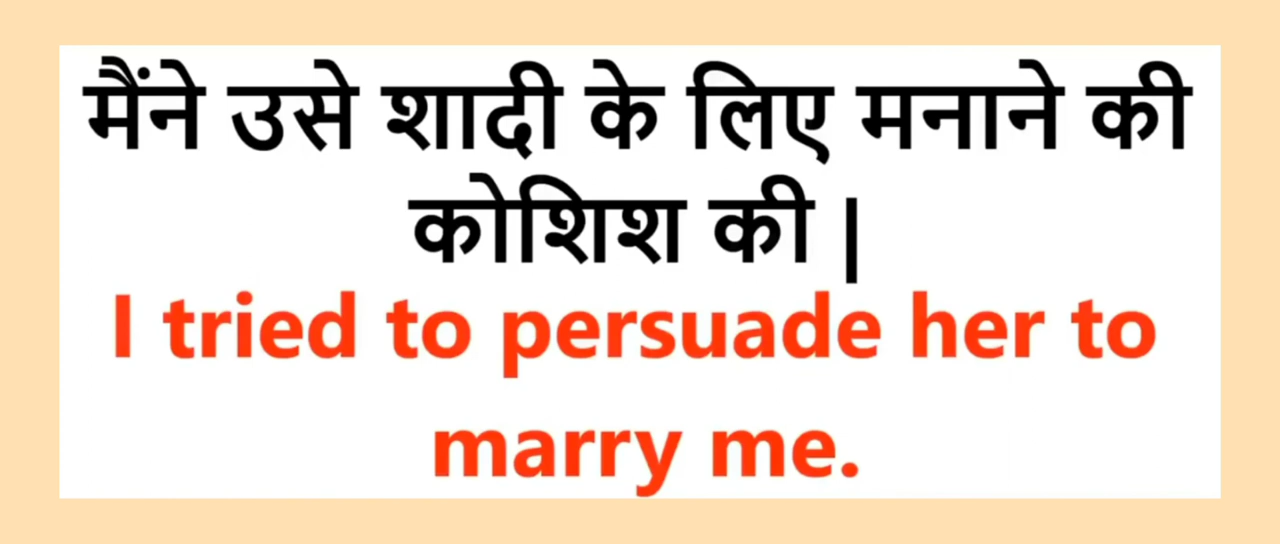 मैंने उसे शादी के लिए मनाने की
कोशिश की |
I tried to persuade her to
marry me.